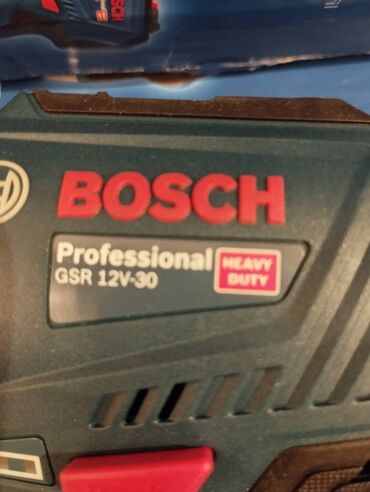 BOSCH
Professional
GSR 12V-30
HEAVY
DUTY